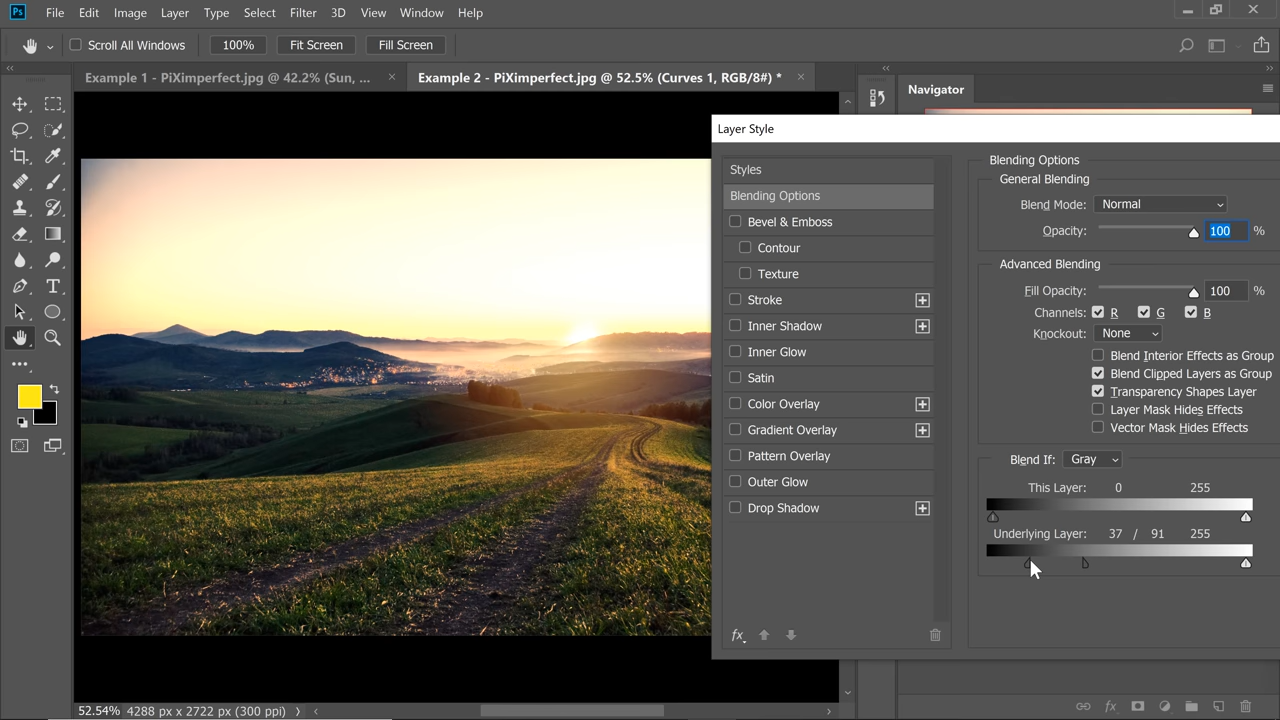 Ps File Edit Image Layer Type Select Filter 3D View Window Help
Scroll All Windows 100% Fit Screen Fill Screen
Example 1 - PiXimperfect.jpg @ 42.2% (Sun, ... × Example 2 - PiXimperfect.jpg @ 52.5% (Curves 1, RGB/8#) * ×
Navigator
Layer Style
Styles
Blending Options
Bevel & Emboss
Contour
Texture
Stroke
Inner Shadow
Inner Glow
Satin
Color Overlay
Gradient Overlay
Pattern Overlay
Outer Glow
Drop Shadow
fx
Blending Options
General Blending
Blend Mode: Normal
Opacity: 100 %
Advanced Blending
Fill Opacity: 100 %
Channels: R G B
Knockout: None
Blend Interior Effects as Group
Blend Clipped Layers as Group
Transparency Shapes Layer
Layer Mask Hides Effects
Vector Mask Hides Effects
Blend If: Gray
This Layer: 0 255
Underlying Layer: 37 / 91 255
52.54% 4288 px x 2722 px (300 ppi)
fx